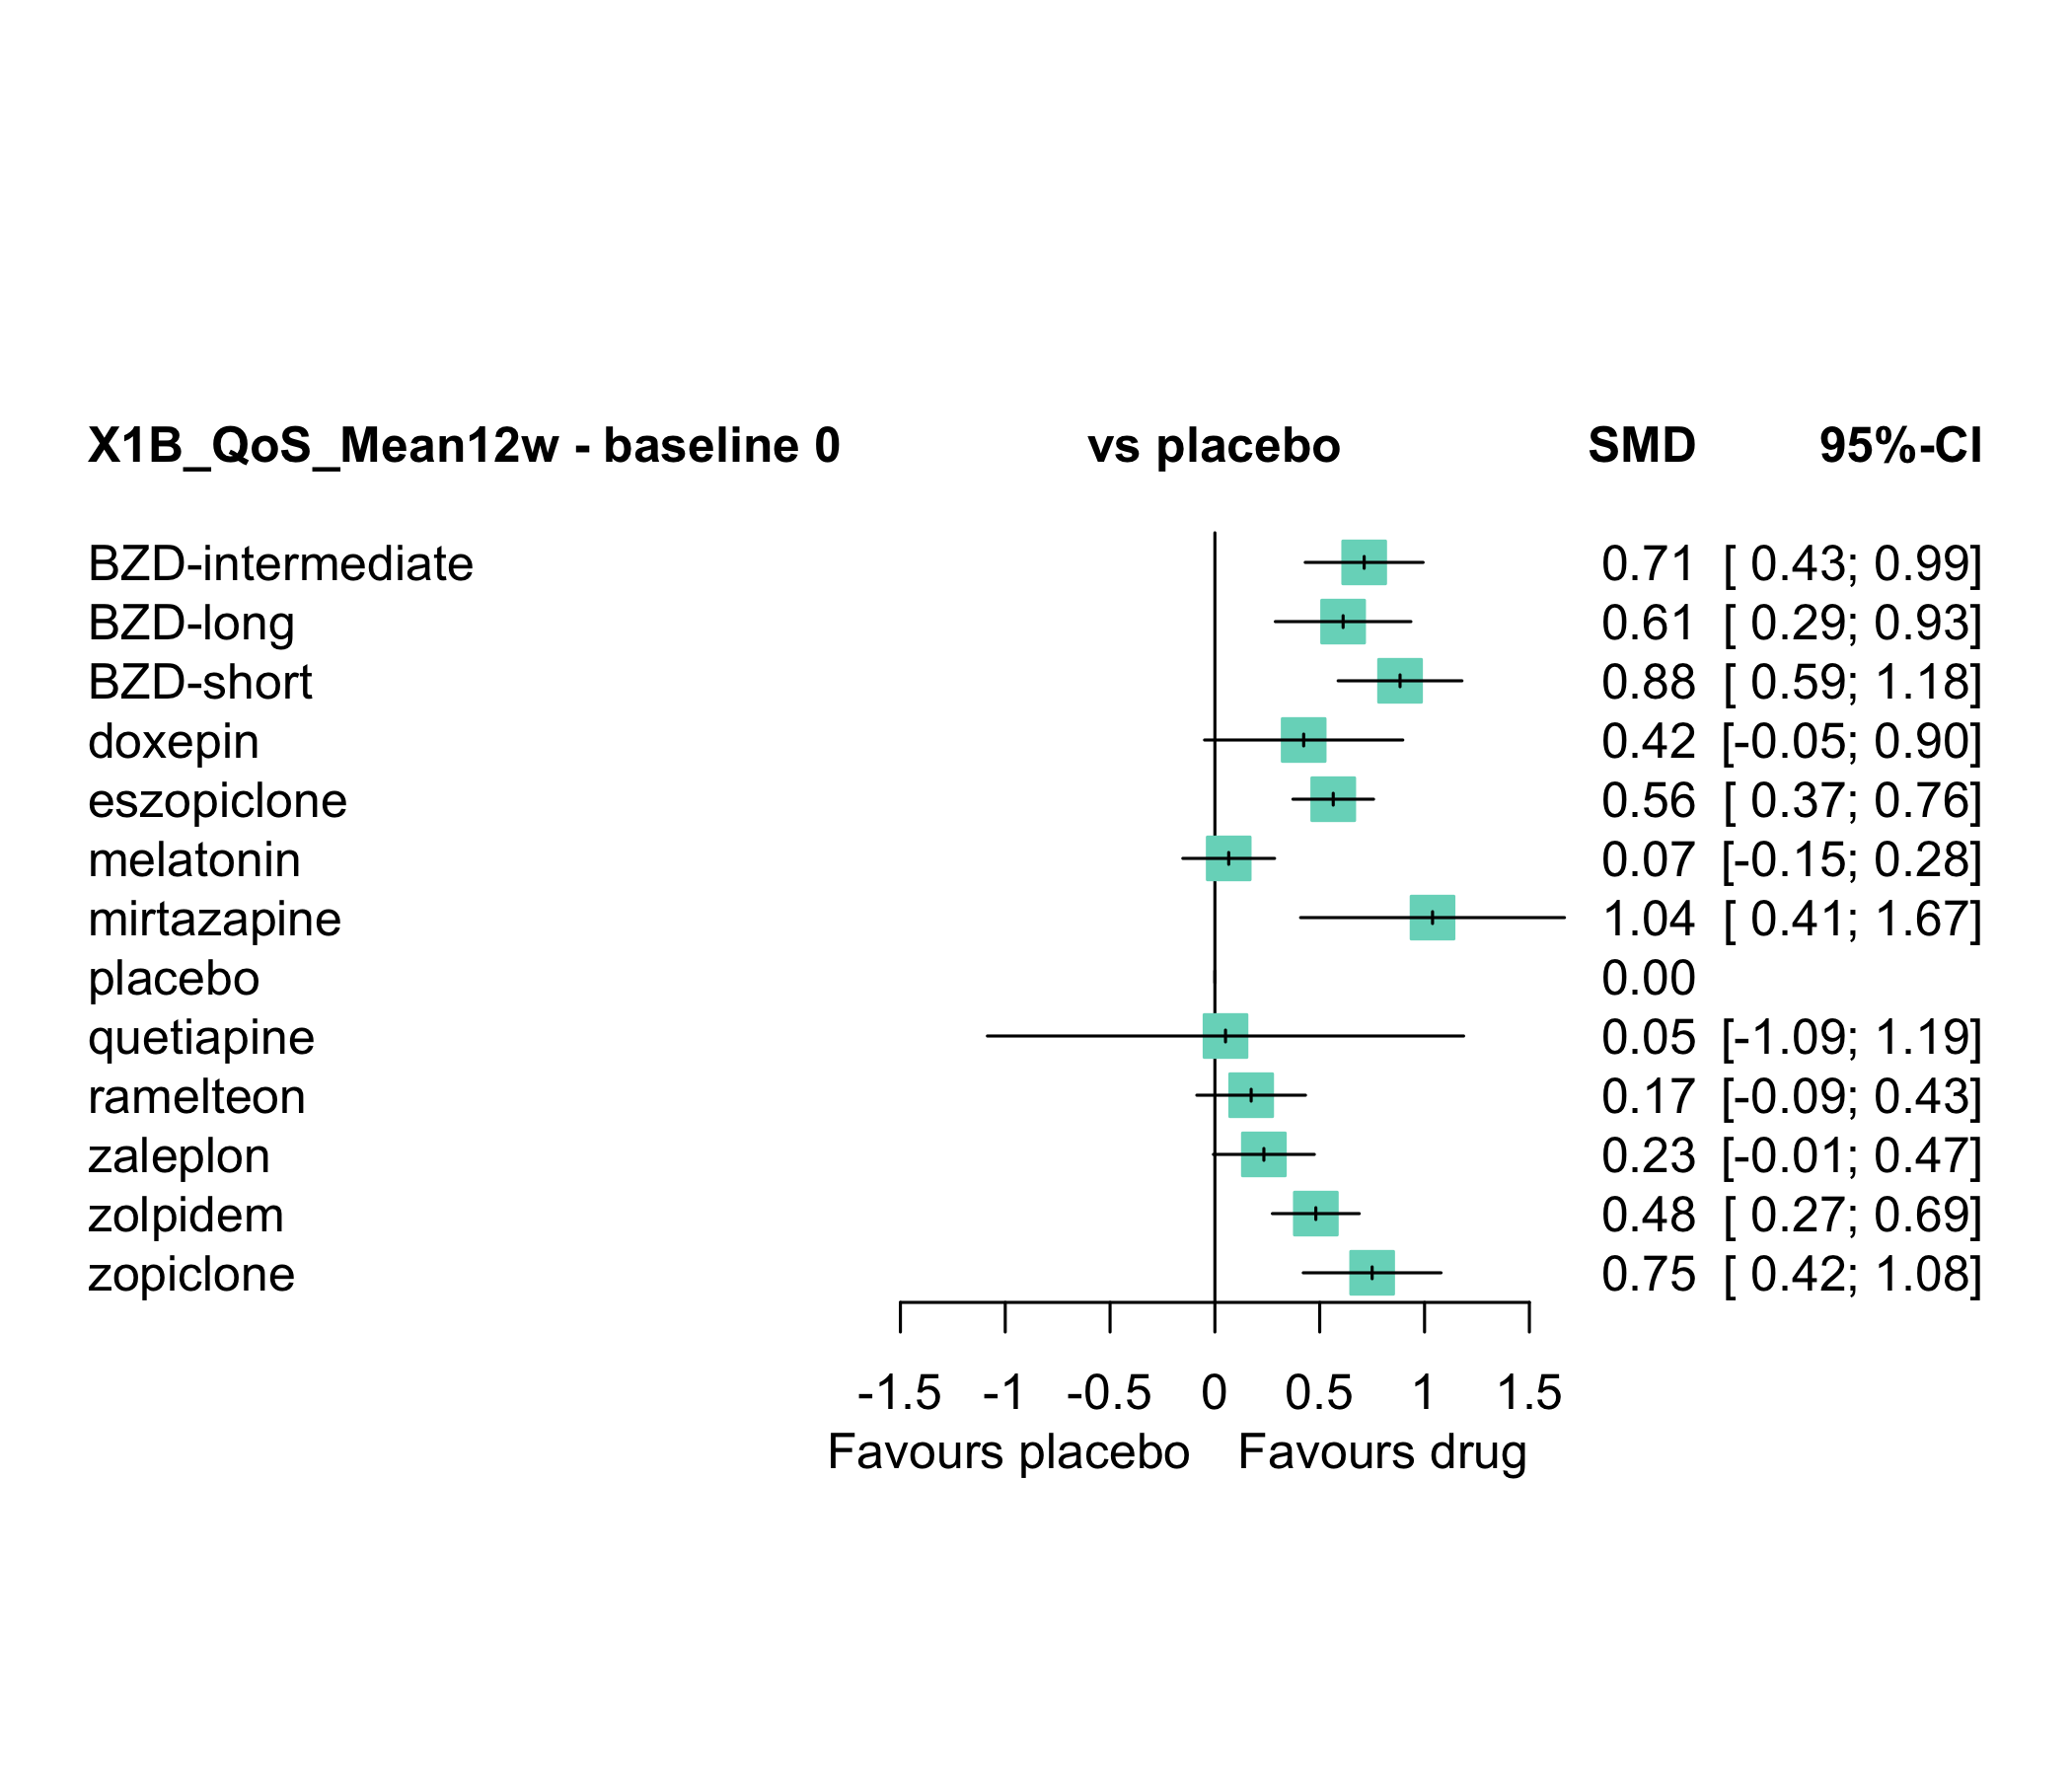 X1B_QoS_Mean12w - baseline 0 vs placebo SMD 95%-CI
BZD-intermediate 0.71 [ 0.43; 0.99]
BZD-long 0.61 [ 0.29; 0.93]
BZD-short 0.88 [ 0.59; 1.18]
doxepin 0.42 [-0.05; 0.90]
eszopiclone 0.56 [ 0.37; 0.76]
melatonin 0.07 [-0.15; 0.28]
mirtazapine 1.04 [ 0.41; 1.67]
placebo 0.00
quetiapine 0.05 [-1.09; 1.19]
ramelteon 0.17 [-0.09; 0.43]
zaleplon 0.23 [-0.01; 0.47]
zolpidem 0.48 [ 0.27; 0.69]
zopiclone 0.75 [ 0.42; 1.08]
-1.5 -1 -0.5 0 0.5 1 1.5
Favours placebo Favours drug